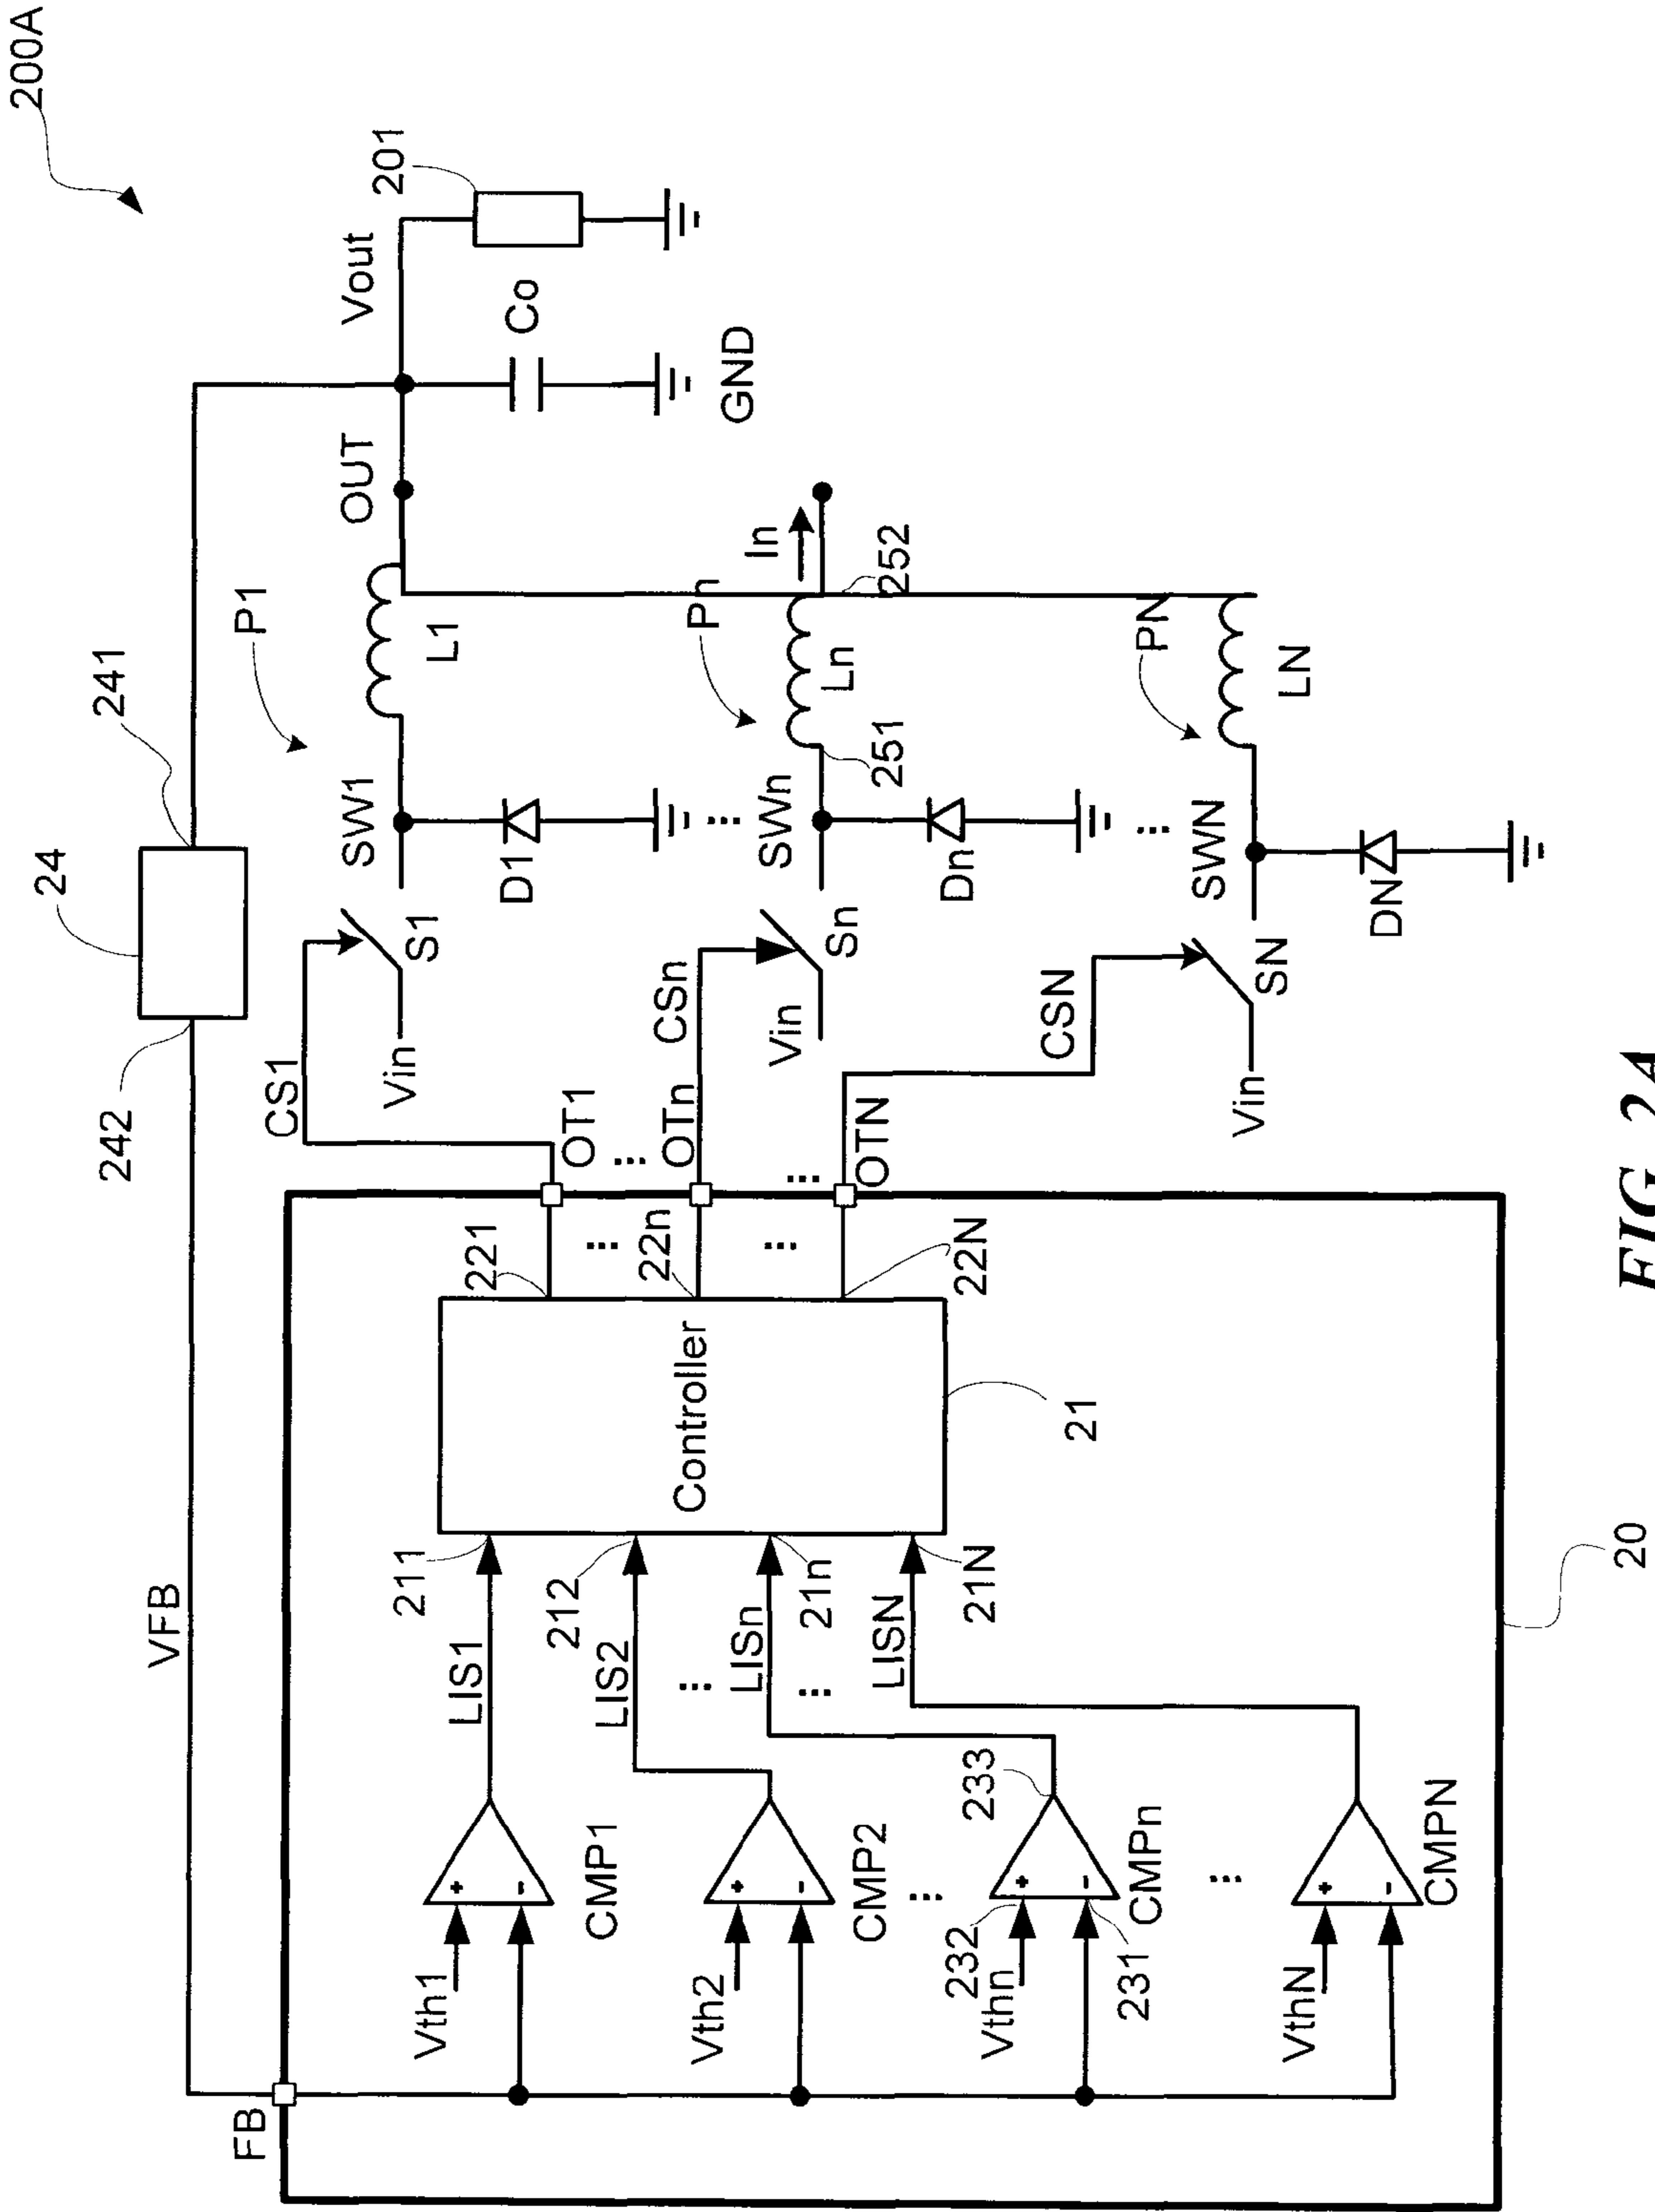 200A
24
241
242
VFB
FB
P1
Vout
201
OUT
Co
GND
CS1
S1
Vin
SW1
D1
L1
Pn
In
252
Ln
251
SWn
...
Dn
...
CSn
Sn
Vin
PN
LN
SWN
DN
CSN
SN
Vin
OT1
...
OTn
...
OTN
221
...
22n
...
22N
Controller
21
211
212
21n
21N
LIS1
LIS2
...
LISn
...
LISN
Vth1
+
-
CMP1
Vth2
+
-
CMP2
...
Vthn
232
+
-
231
233
CMPn
...
VthN
+
-
CMPN
20